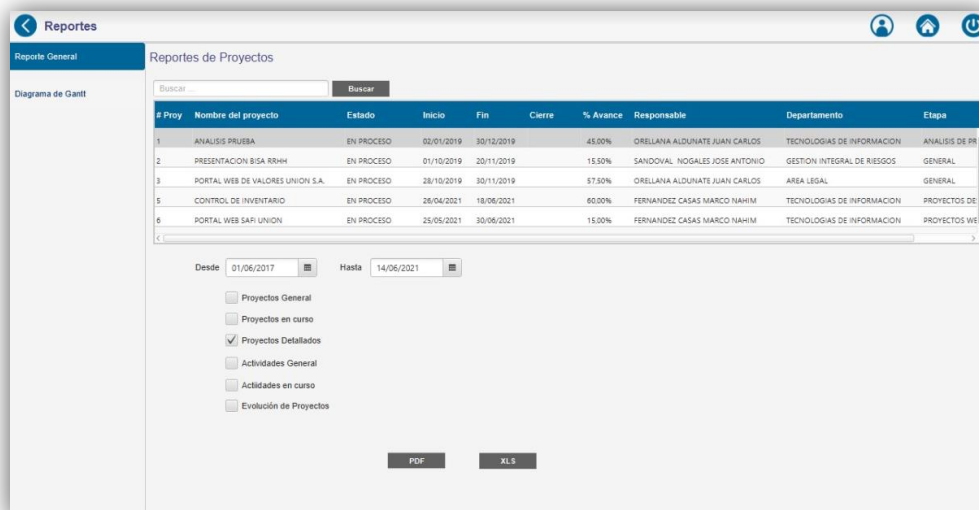 Reportes
Reporte General
Diagrama de Gantt
Reportes de Proyectos
Buscar ... Buscar
# Proy Nombre del proyecto Estado Inicio Fin Cierre % Avance Responsable Departamento Etapa
1 ANALISIS PRUEBA EN PROCESO 02/01/2019 30/12/2019 45,00% ORELLANA ALDUNATE JUAN CARLOS TECNOLOGIAS DE INFORMACION ANALISIS DE PR
2 PRESENTACION BISA RRHH EN PROCESO 01/10/2019 20/11/2019 15,50% SANDOVAL NOGALES JOSE ANTONIO GESTION INTEGRAL DE RIESGOS GENERAL
3 PORTAL WEB DE VALORES UNION S.A. EN PROCESO 28/10/2019 30/11/2019 57,50% ORELLANA ALDUNATE JUAN CARLOS AREA LEGAL GENERAL
5 CONTROL DE INVENTARIO EN PROCESO 26/04/2021 18/06/2021 60,00% FERNANDEZ CASAS MARCO NAHIM TECNOLOGIAS DE INFORMACION PROYECTOS DE
6 PORTAL WEB SAFI UNION EN PROCESO 25/05/2021 30/06/2021 15,00% FERNANDEZ CASAS MARCO NAHIM TECNOLOGIAS DE INFORMACION PROYECTOS WE
Desde 01/06/2017 Hasta 14/06/2021
Proyectos General
Proyectos en curso
Proyectos Detallados
Actividades General
Actiidades en curso
Evolución de Proyectos
PDF XLS